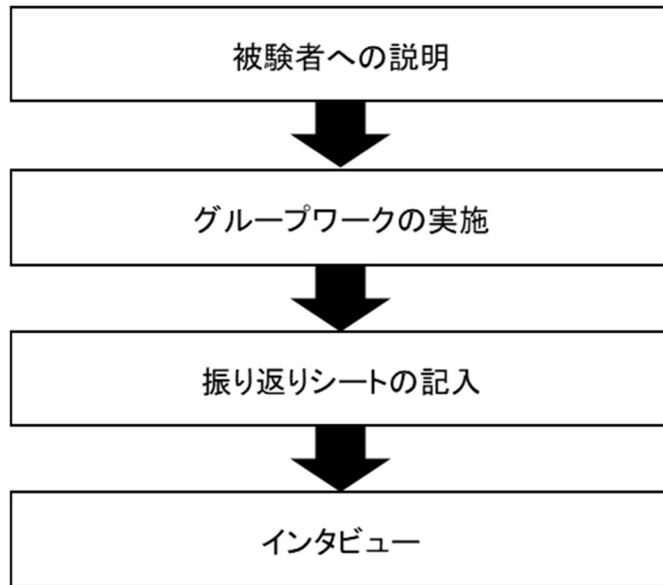 被験者への説明
グループワークの実施
振り返りシートの記入
インタビュー